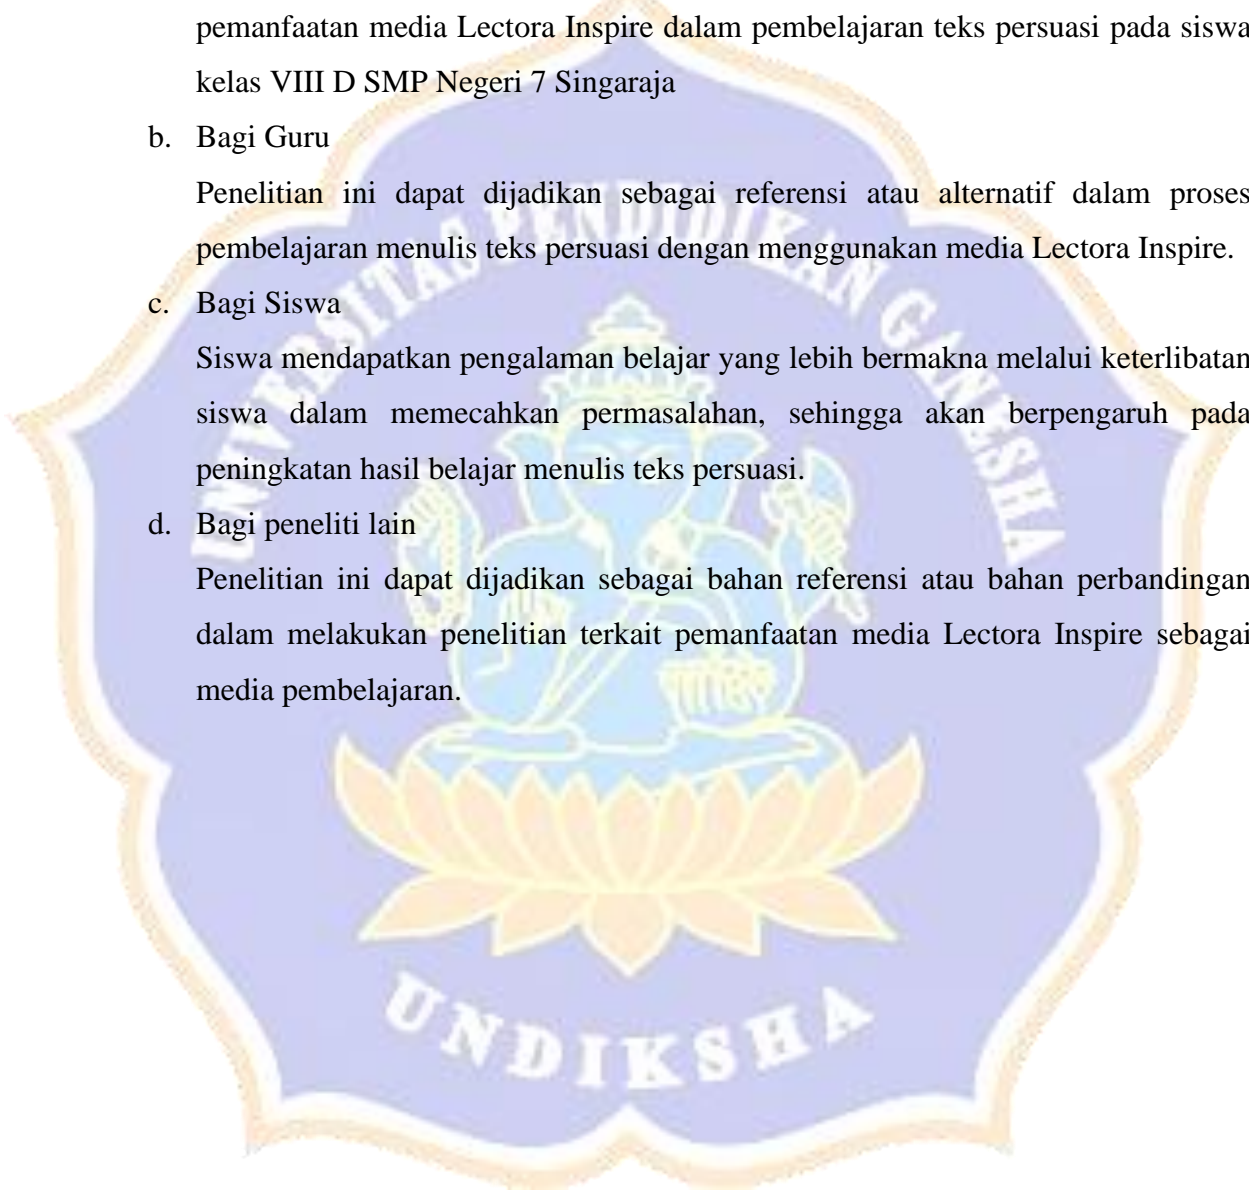 pemanfaatan media Lectora Inspire dalam pembelajaran teks persuasi pada siswa
kelas VIII D SMP Negeri 7 Singaraja
b. Bagi Guru
Penelitian ini dapat dijadikan sebagai referensi atau alternatif dalam proses
pembelajaran menulis teks persuasi dengan menggunakan media Lectora Inspire.
c. Bagi Siswa
Siswa mendapatkan pengalaman belajar yang lebih bermakna melalui keterlibatan
siswa dalam memecahkan permasalahan, sehingga akan berpengaruh pada
peningkatan hasil belajar menulis teks persuasi.
d. Bagi peneliti lain
Penelitian ini dapat dijadikan sebagai bahan referensi atau bahan perbandingan
dalam melakukan penelitian terkait pemanfaatan media Lectora Inspire sebagai
media pembelajaran.
UNIVERSITAS PENDIDIKAN GANESHA
UNDIKSHA